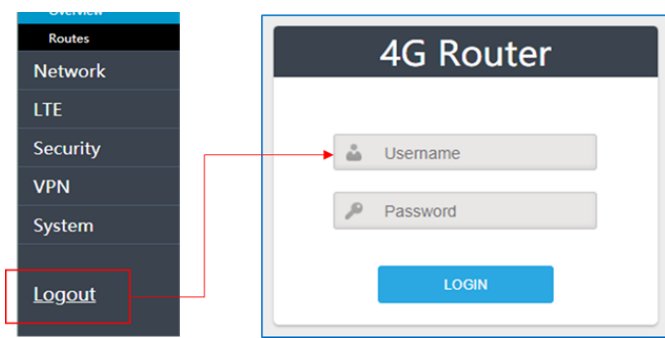 Overview
Routes
Network
LTE
Security
VPN
System
Logout
4G Router
Username
Password
LOGIN